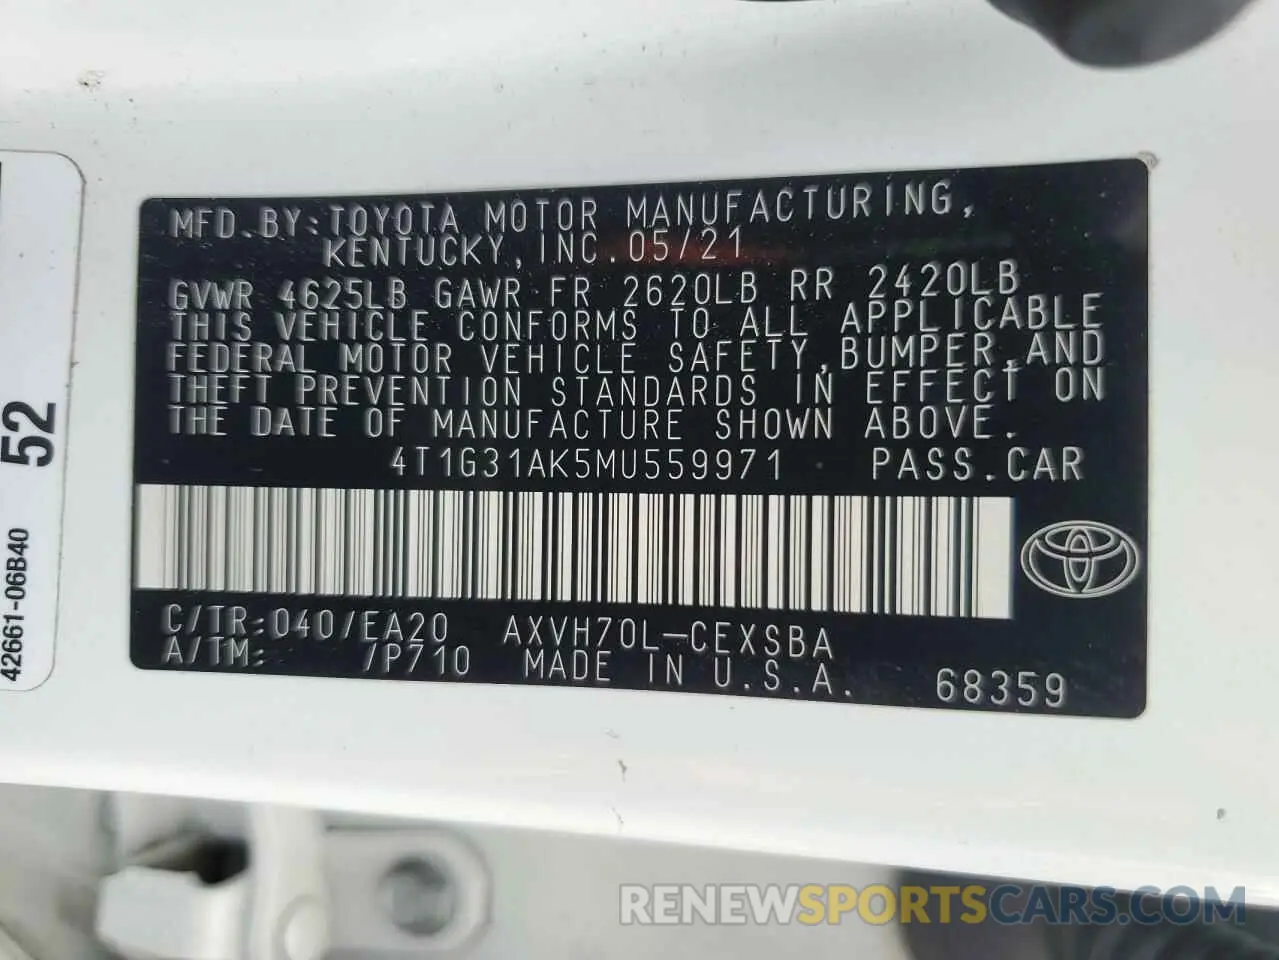 MFD.BY:TOYOTA MOTOR MANUFACTURING,
KENTUCKY,INC.05/21
GVWR 4625LB GAWR FR 2620LB RR 2420LB
THIS VEHICLE CONFORMS TO ALL APPLICABLE
FEDERAL MOTOR VEHICLE SAFETY,BUMPER,AND
THEFT PREVENTION STANDARDS IN EFFECT ON
THE DATE OF MANUFACTURE SHOWN ABOVE.
4T1G31AK5MU559971 PASS.CAR
C/TR:040/EA20 AXVH70L-CEXSBA
A/TM: /P710 MADE IN U.S.A. 68359
52
42661-06B40
RENEWSPORTSCARS.COM